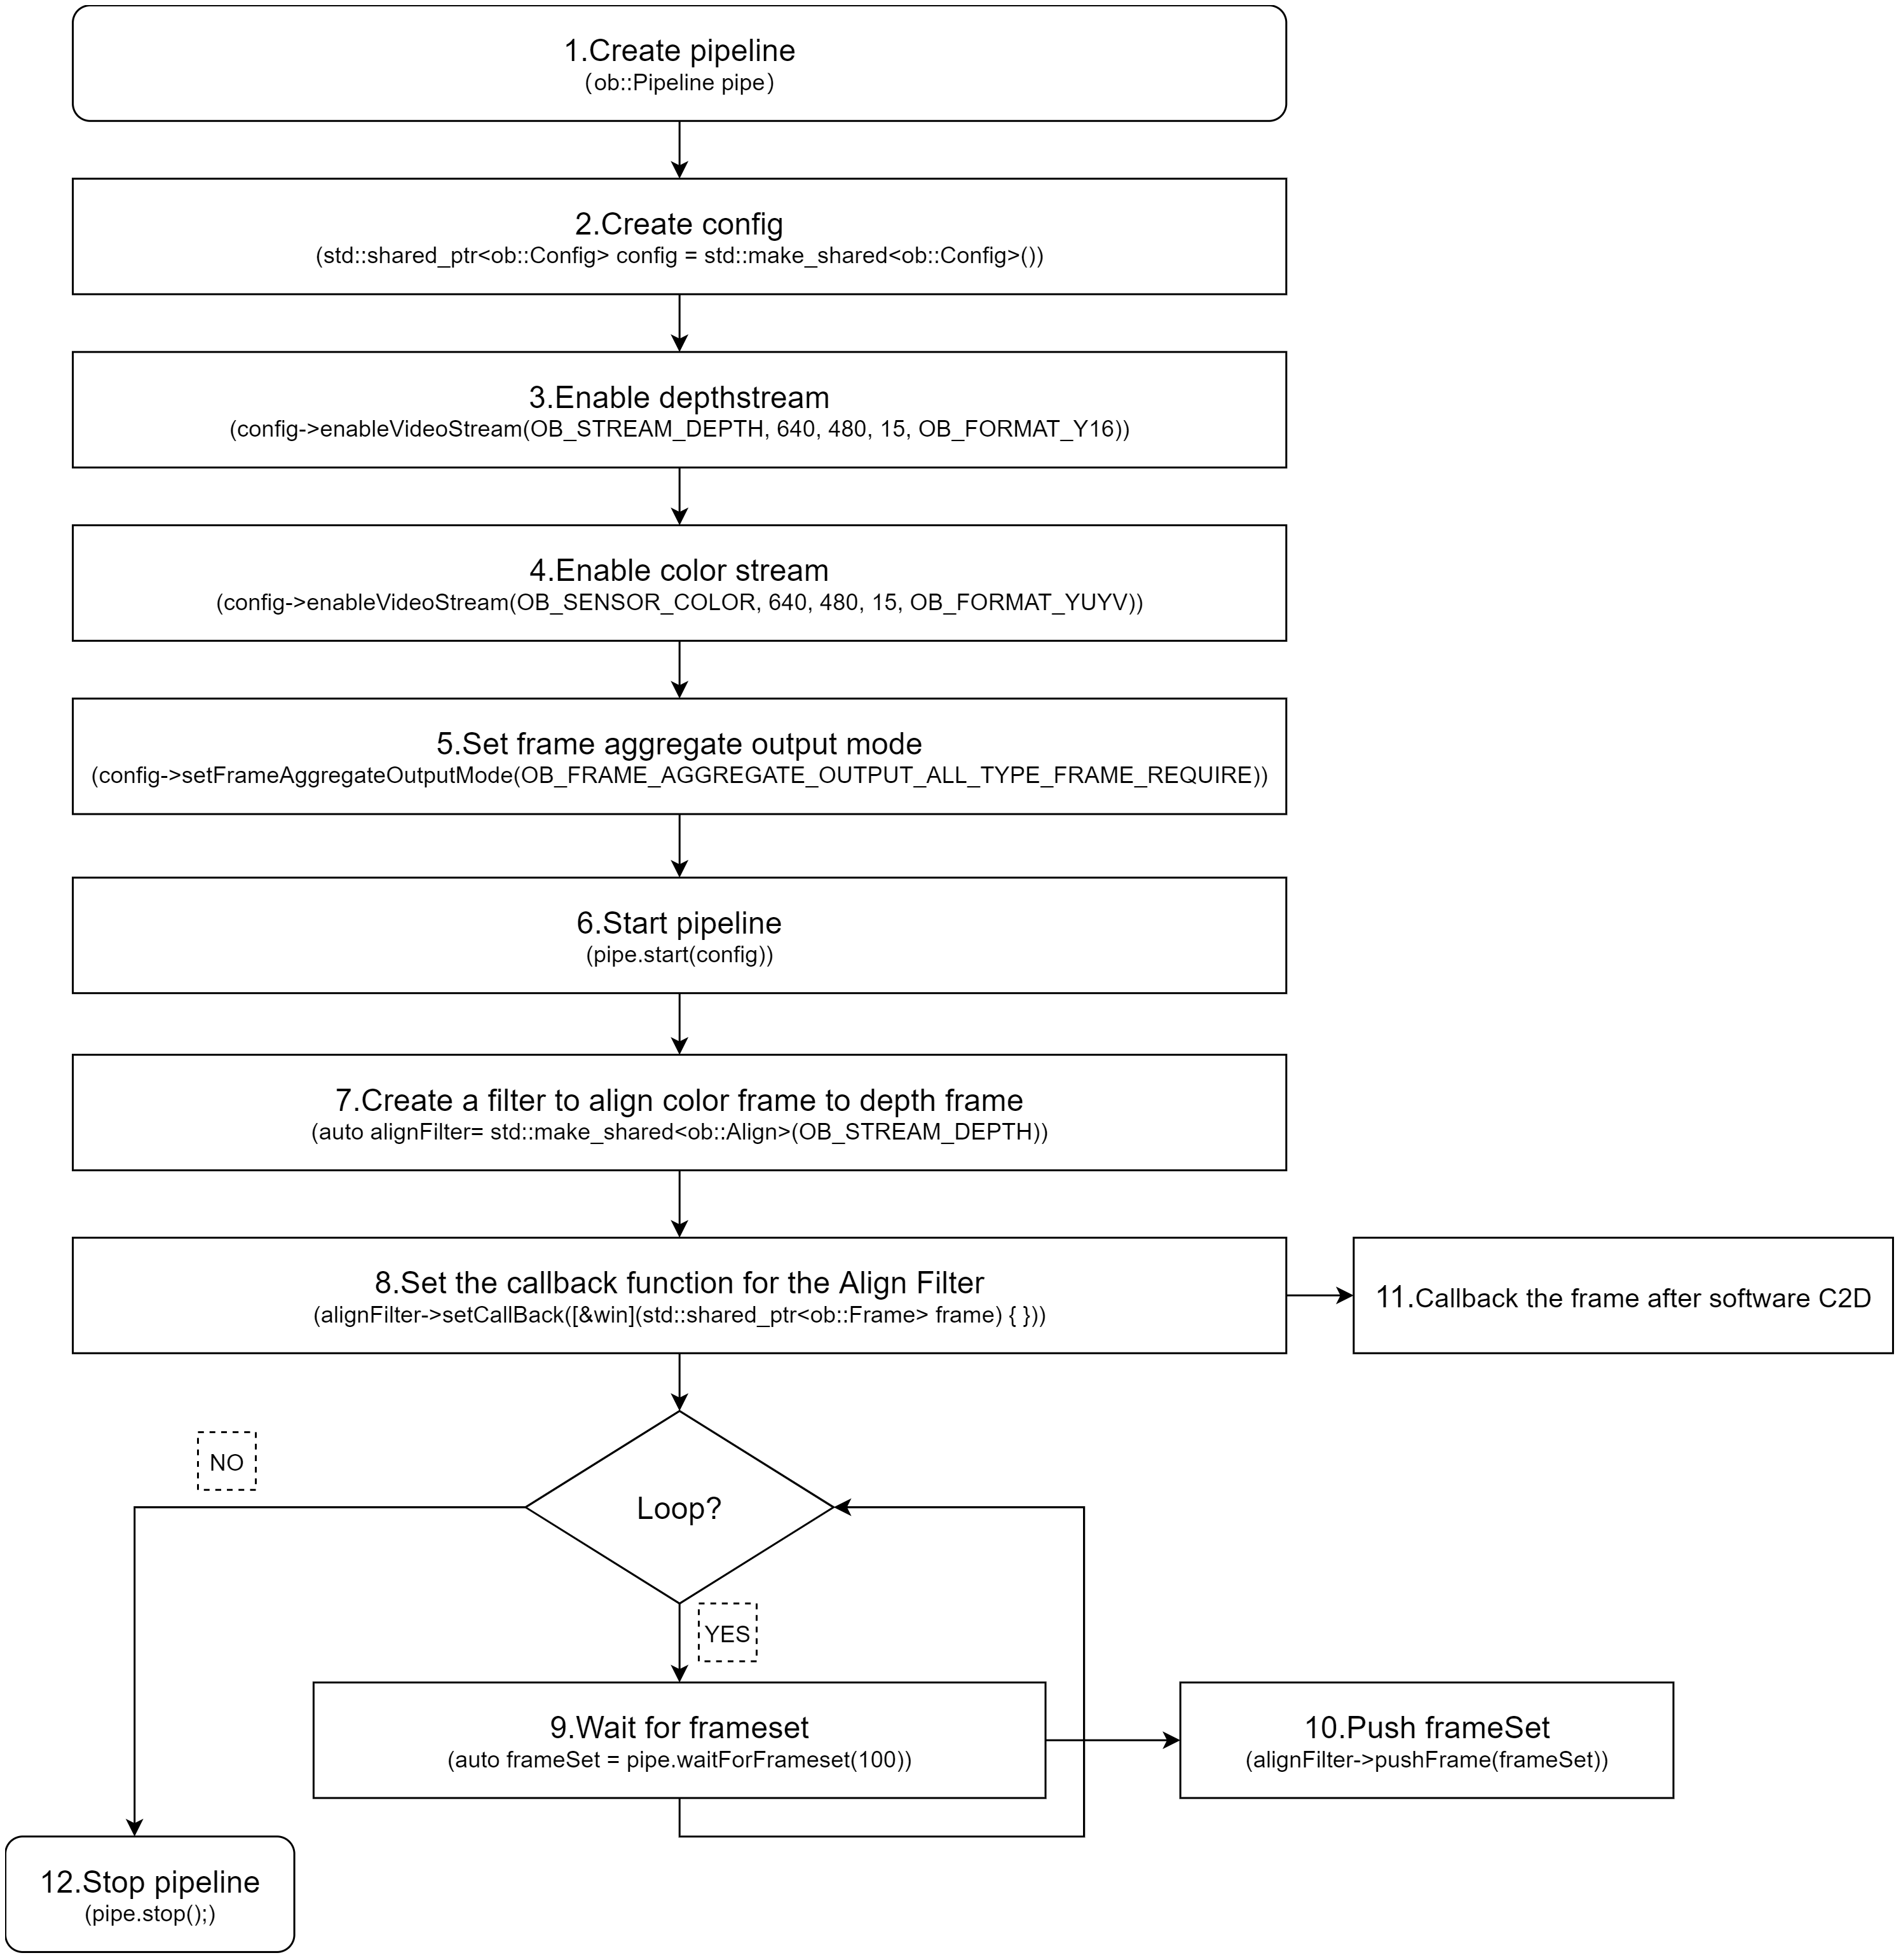 1.Create pipeline
(ob::Pipeline pipe)
2.Create config
(std::shared_ptr<ob::Config> config = std::make_shared<ob::Config>())
3.Enable depthstream
(config->enableVideoStream(OB_STREAM_DEPTH, 640, 480, 15, OB_FORMAT_Y16))
4.Enable color stream
(config->enableVideoStream(OB_SENSOR_COLOR, 640, 480, 15, OB_FORMAT_YUYV))
5.Set frame aggregate output mode
(config->setFrameAggregateOutputMode(OB_FRAME_AGGREGATE_OUTPUT_ALL_TYPE_FRAME_REQUIRE))
6.Start pipeline
(pipe.start(config))
7.Create a filter to align color frame to depth frame
(auto alignFilter= std::make_shared<ob::Align>(OB_STREAM_DEPTH))
8.Set the callback function for the Align Filter
(alignFilter->setCallBack([&win](std::shared_ptr<ob::Frame> frame) { }))
11.Callback the frame after software C2D
NO
Loop?
YES
9.Wait for frameset
(auto frameSet = pipe.waitForFrameset(100))
10.Push frameSet
(alignFilter->pushFrame(frameSet))
12.Stop pipeline
(pipe.stop();)